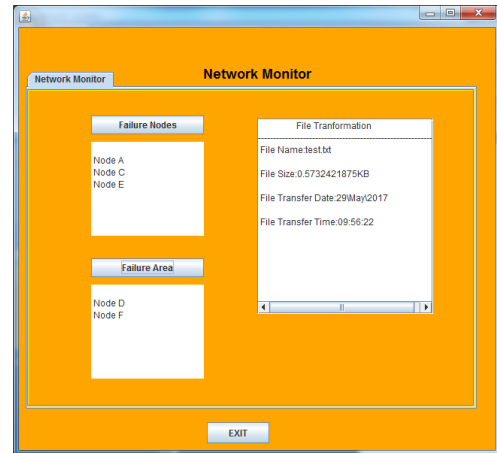 Network Monitor
Network Monitor
Failure Nodes
Node A
Node C
Node E
Failure Area
Node D
Node F
File Tranformation
File Name:test.txt
File Size:0.5732421875KB
File Transfer Date:29\May\2017
File Transfer Time:09:56:22
EXIT